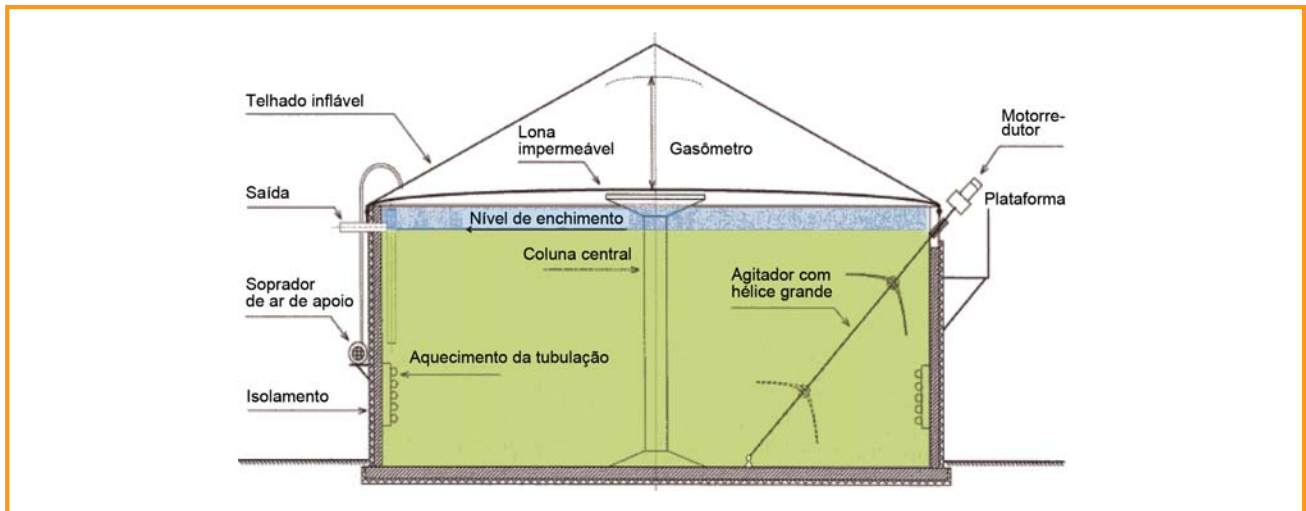 Telhado inflável
Lona
impermeável
Gasômetro
Motorre-
dutor
Saída
Plataforma
Nível de enchimento
Coluna central
Agitador com
hélice grande
Soprador
de ar de apoio
Aquecimento da tubulação
Isolamento